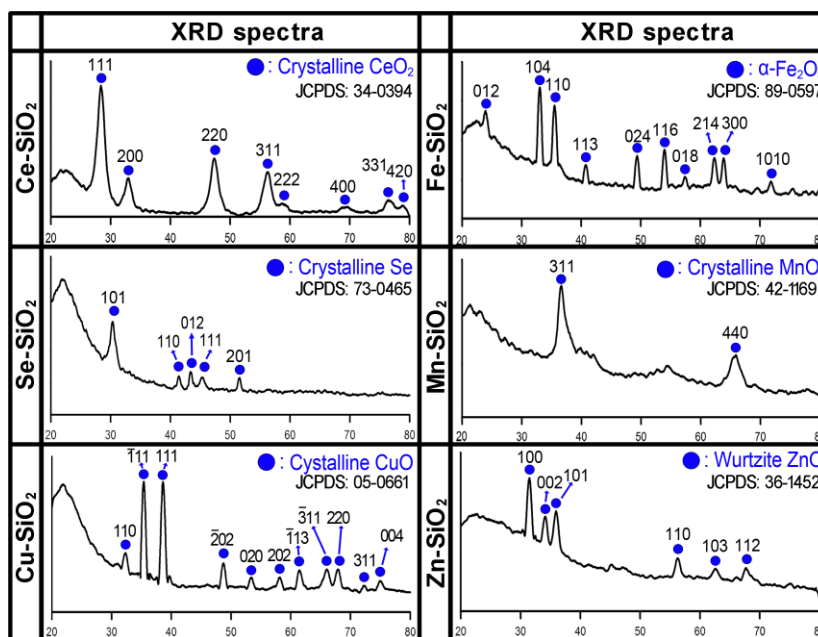 XRD spectra
XRD spectra
Ce-SiO₂
: Crystalline CeO₂
JCPDS: 34-0394
111
200
220
311
222
400
331
420
20 30 40 50 60 70 80
Fe-SiO₂
: α-Fe₂O
JCPDS: 89-0597
012
104
110
113
024
116
018
214
300
1010
20 30 40 50 60 70 80
Se-SiO₂
: Crystalline Se
JCPDS: 73-0465
101
110
012
111
201
20 30 40 50 60 70 80
Mn-SiO₂
: Crystalline MnO
JCPDS: 42-1169
311
440
20 30 40 50 60 70 80
Cu-SiO₂
: Cystalline CuO
JCPDS: 05-0661
110
1̅11
111
2̅02
020
202
1̅13
3̅11
220
311
004
20 30 40 50 60 70 80
Zn-SiO₂
: Wurtzite ZnO
JCPDS: 36-1452
100
002
101
110
103
112
20 30 40 50 60 70 80